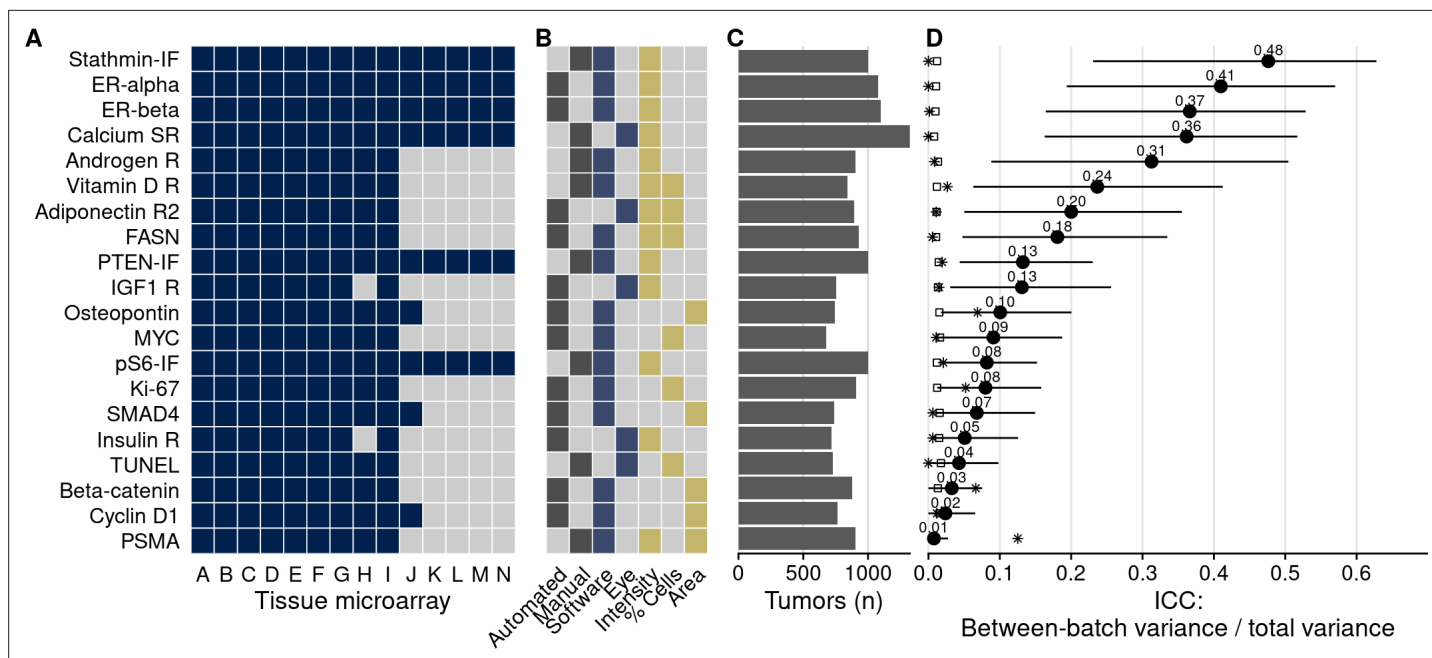 A B C D
Stathmin-IF 0.48
ER-alpha 0.41
ER-beta 0.37
Calcium SR 0.36
Androgen R 0.31
Vitamin D R 0.24
Adiponectin R2 0.20
FASN 0.18
PTEN-IF 0.13
IGF1 R 0.13
Osteopontin 0.10
MYC 0.09
pS6-IF 0.08
Ki-67 0.08
SMAD4 0.07
Insulin R 0.05
TUNEL 0.04
Beta-catenin 0.03
Cyclin D1 0.02
PSMA 0.01
A B C D E F G H I J K L M N
Tissue microarray
Automated
Manual
Software
Eye
Intensity
% Cells
Area
0 500 1000
Tumors (n)
0.0 0.1 0.2 0.3 0.4 0.5 0.6
ICC:
Between-batch variance / total variance